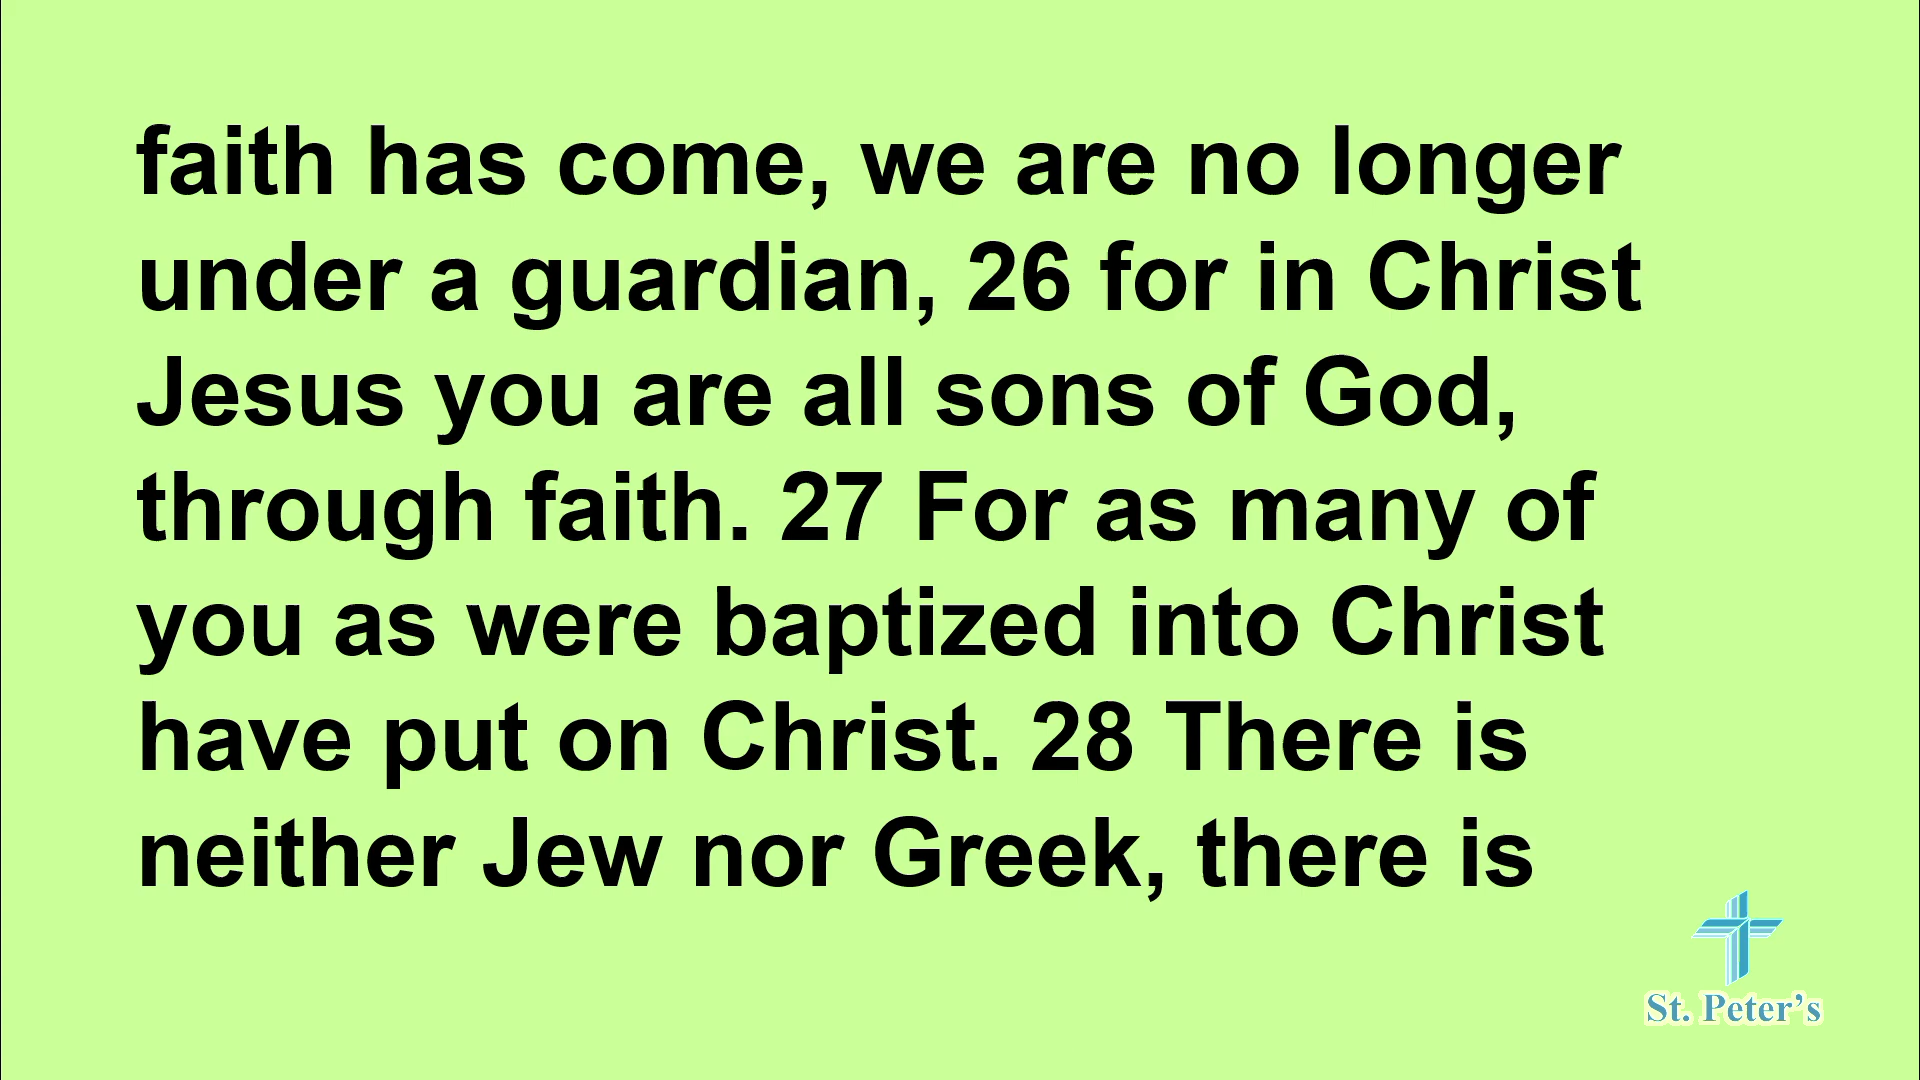 faith has come, we are no longer
under a guardian, 26 for in Christ
Jesus you are all sons of God,
through faith. 27 For as many of
you as were baptized into Christ
have put on Christ. 28 There is
neither Jew nor Greek, there is
St. Peter’s